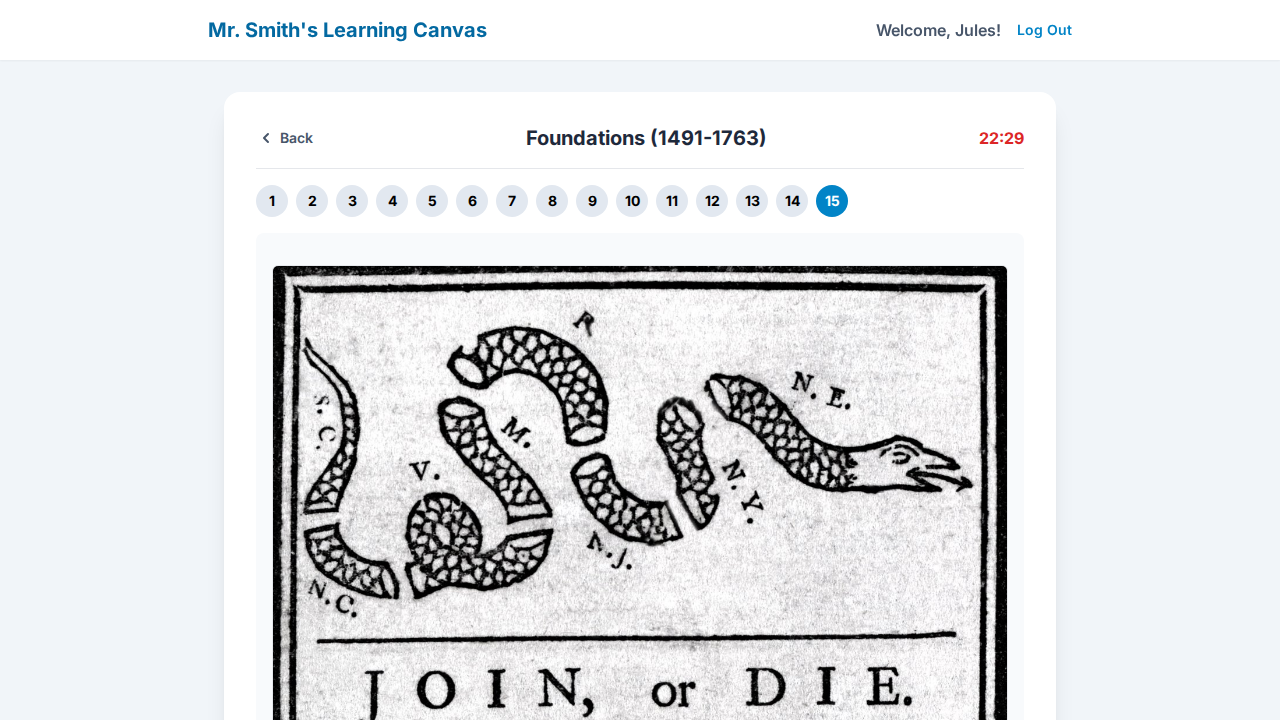 Mr. Smith's Learning Canvas
Welcome, Jules! Log Out
Back
Foundations (1491-1763)
22:29
1 2 3 4 5 6 7 8 9 10 11 12 13 14 15
R
N. E.
S. C.
M.
V.
N. Y.
N. J.
N. C.
JOIN, or DIE.